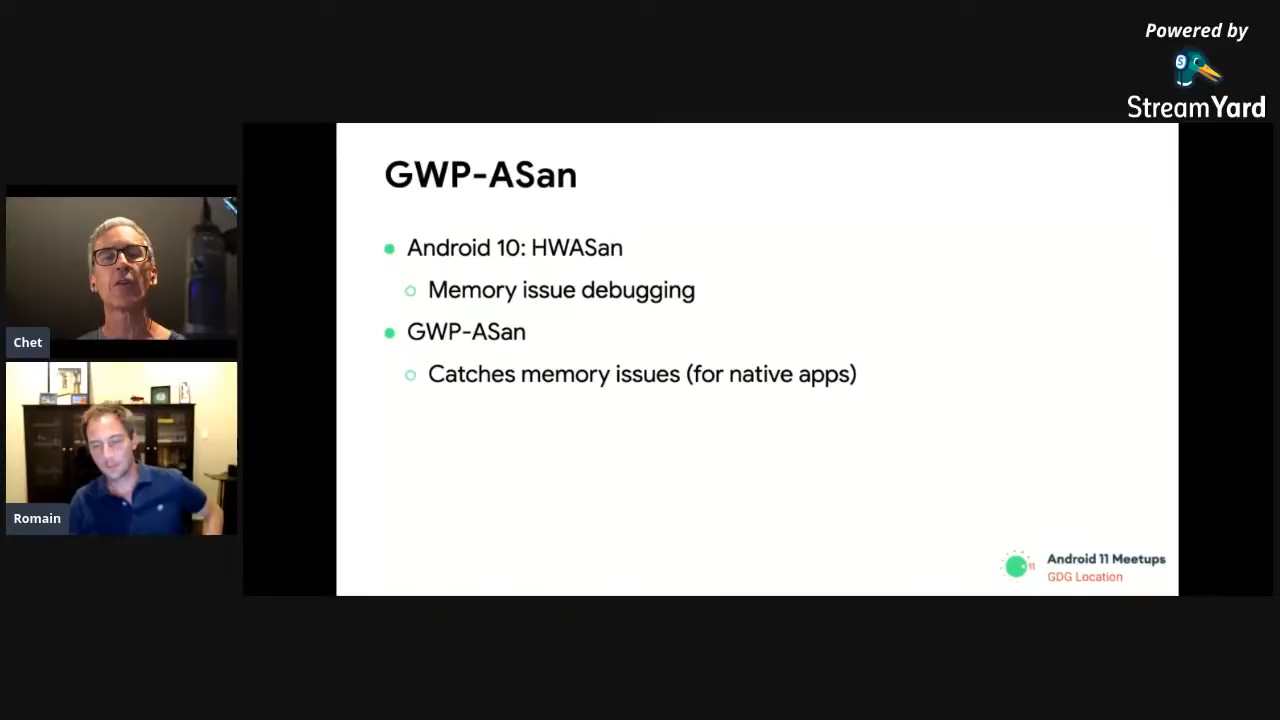 Powered by
StreamYard
GWP-ASan
Android 10: HWASan
Memory issue debugging
GWP-ASan
Catches memory issues (for native apps)
Chet
Romain
11
Android 11 Meetups
GDG Location